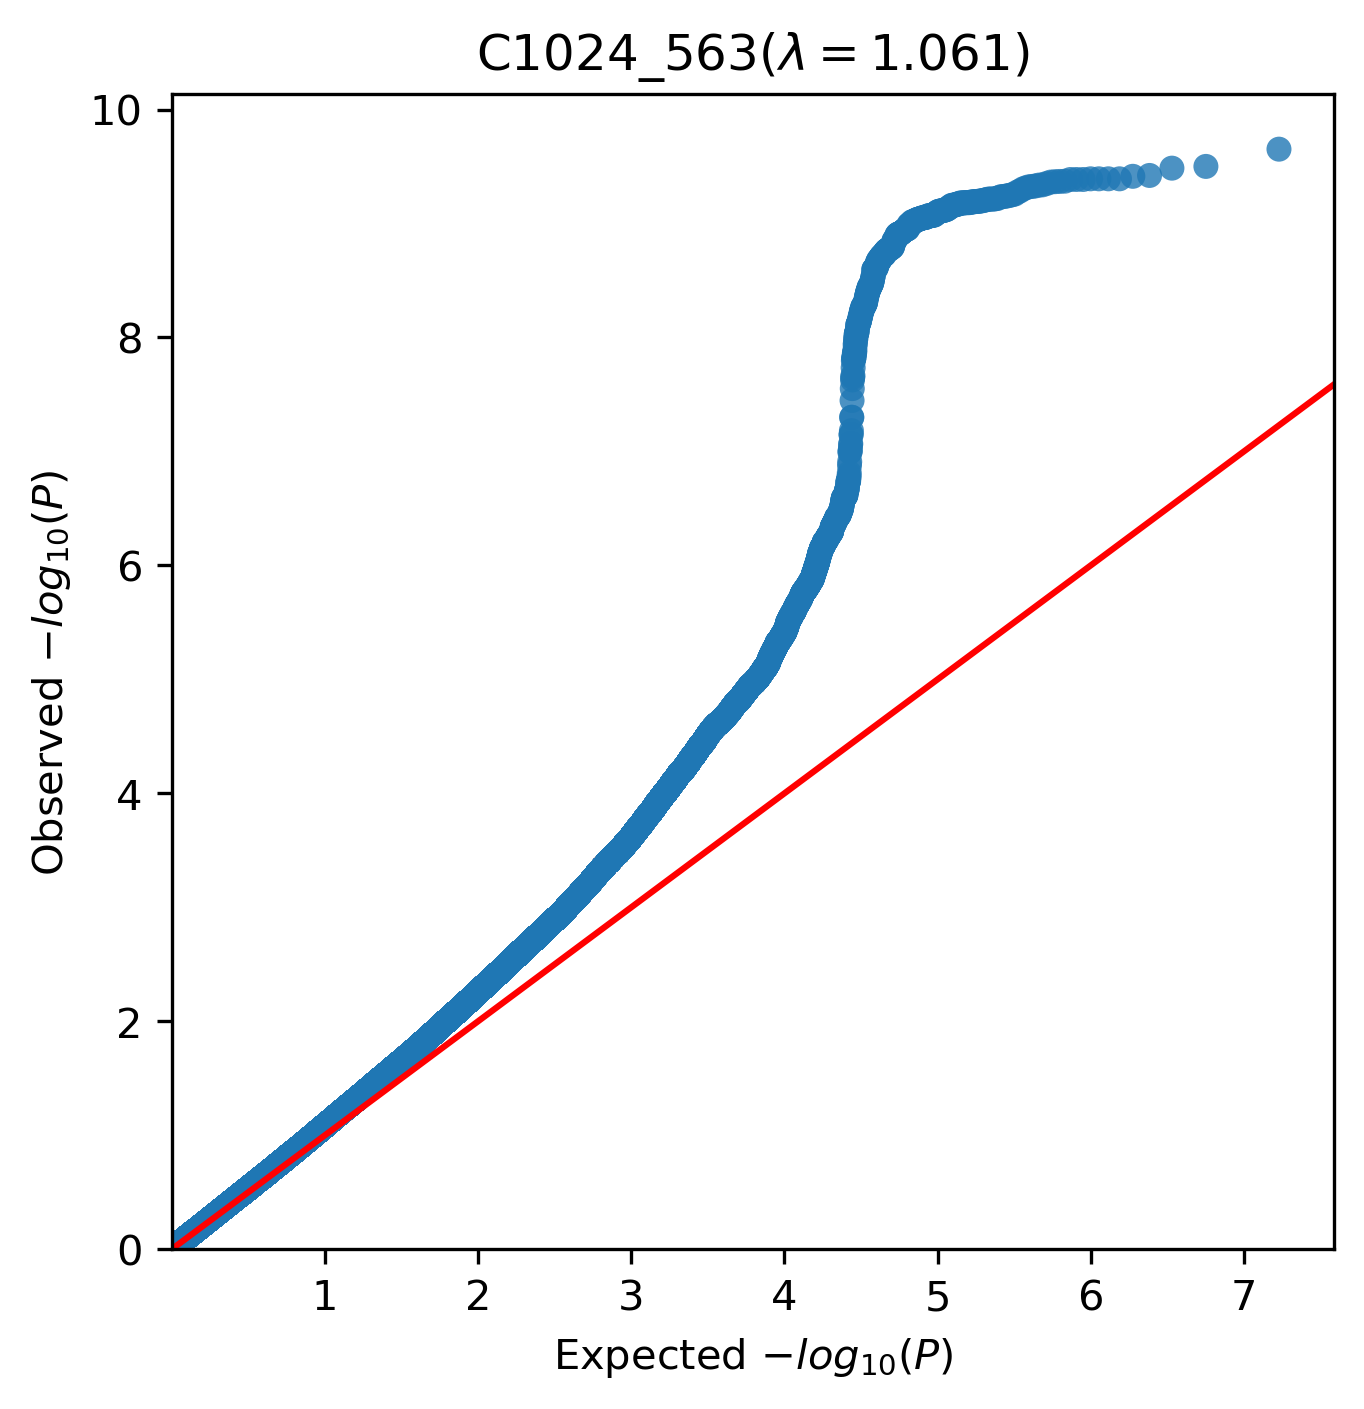 C1024_563(λ = 1.061)
10
8
6
4
2
0
Observed −log₁₀(P)
1 2 3 4 5 6 7
Expected −log₁₀(P)